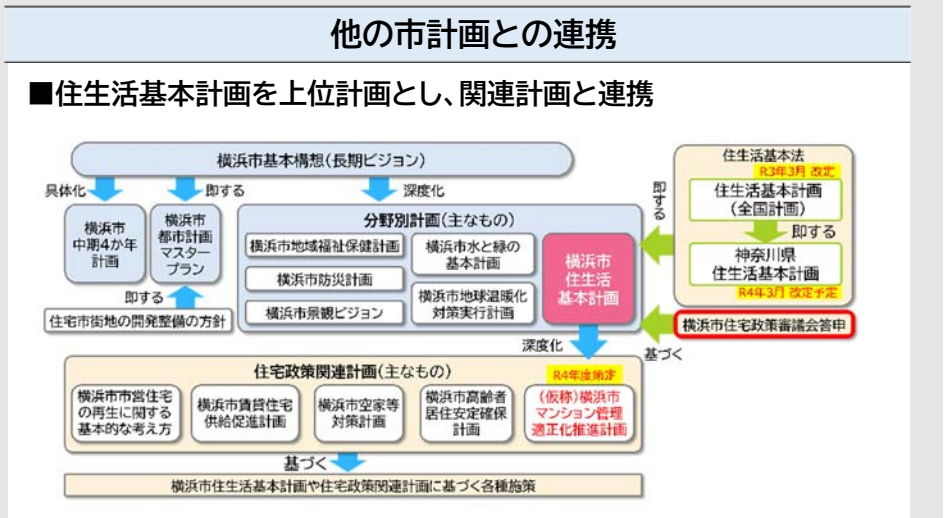 他の市計画との連携
■住生活基本計画を上位計画とし、関連計画と連携
横浜市基本構想(長期ビジョン)
具体化
即する
深度化
横浜市
中期4か年
計画
横浜市
都市計画
マスター
プラン
即する
住宅市街地の開発整備の方針
分野別計画(主なもの)
横浜市地域福祉保健計画
横浜市防災計画
横浜市景観ビジョン
横浜市水と緑の
基本計画
横浜市地球温暖化
対策実行計画
横浜市
住生活
基本計画
即する
住生活基本法
R3年3月 改定
住生活基本計画
(全国計画)
即する
神奈川県
住生活基本計画
R4年3月 改定予定
横浜市住宅政策審議会答申
基づく
深度化
住宅政策関連計画(主なもの)
R4年度策定
横浜市市営住宅
の再生に関する
基本的な考え方
横浜市賃貸住宅
供給促進計画
横浜市空家等
対策計画
横浜市高齢者
居住安定確保
計画
(仮称)横浜市
マンション管理
適正化推進計画
基づく
横浜市住生活基本計画や住宅政策関連計画に基づく各種施策